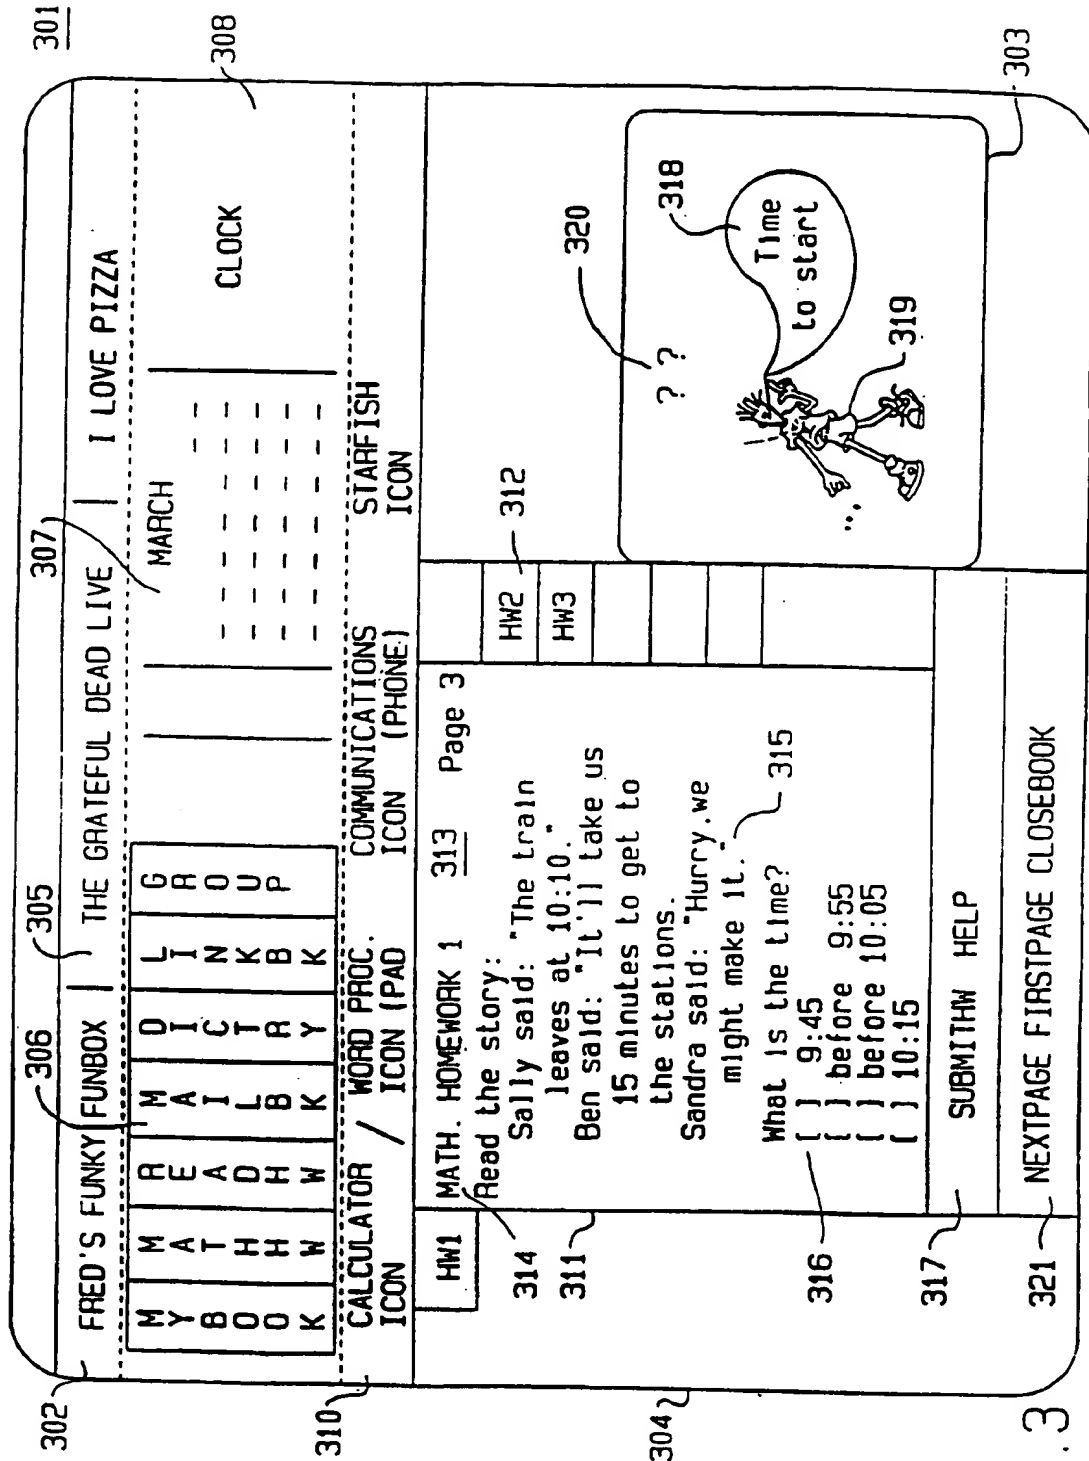 301
308
307
305
306
302
FRED'S FUNKY FUNBOX | THE GRATEFUL DEAD LIVE | I LOVE PIZZA
MYBOOK
MATHHW
READHW
MAILBK
DICTRY
LINKBK
GROUP
MARCH
CLOCK
310
CALCULATOR / WORD PROC. COMMUNICATIONS STARFISH
ICON / ICON (PAD ICON (PHONE) ICON
HW1
MATH. HOMEWORK 1 313 Page 3
Read the story:
Sally said: "The train
leaves at 10:10."
Ben said: "It'll take us
15 minutes to get to
the stations.
Sandra said: "Hurry,we
might make it."
315
What is the time?
[ ] 9:45
[ ] before 9:55
[ ] before 10:05
[ ] 10:15
314
311
316
317
321
HW2
HW3
312
320
318
? ?
Time
to start
...
319
303
304
SUBMITHW HELP
NEXTPAGE FIRSTPAGE CLOSEBOOK
.3